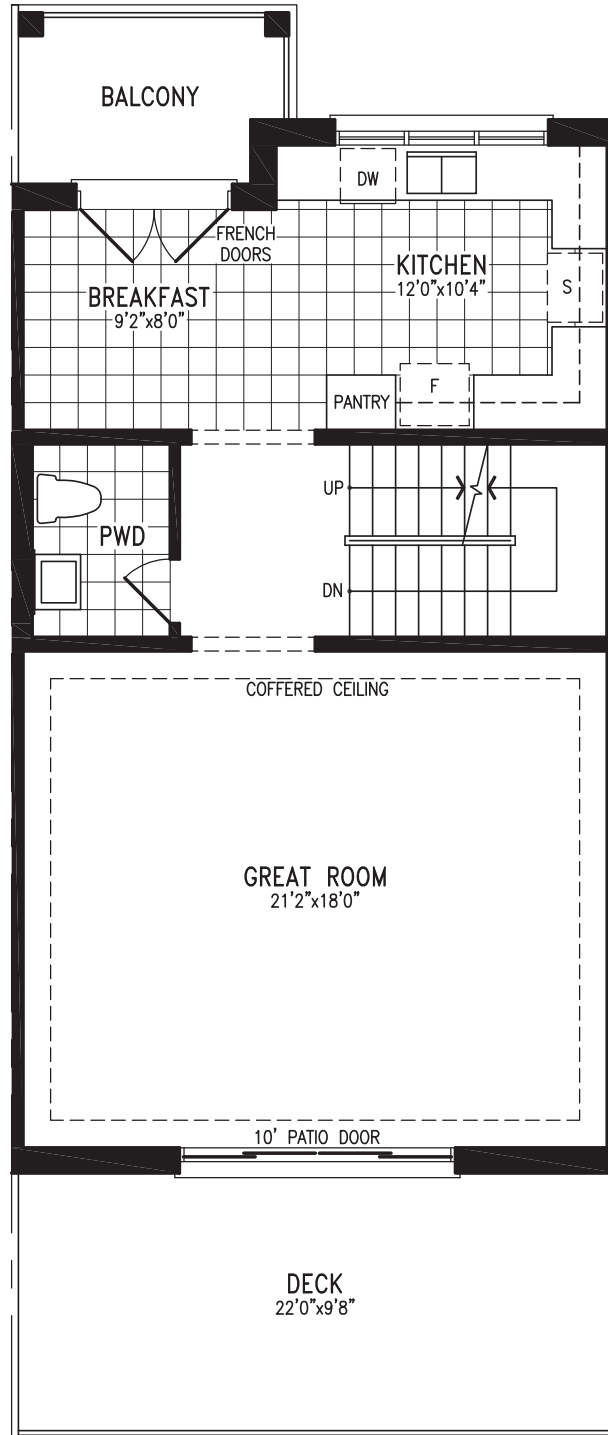 BALCONY
DW
FRENCH
DOORS
KITCHEN
12'0"x10'4"
S
BREAKFAST
9'2"x8'0"
PANTRY
F
UP
PWD
DN
COFFERED CEILING
GREAT ROOM
21'2"x18'0"
10' PATIO DOOR
DECK
22'0"x9'8"